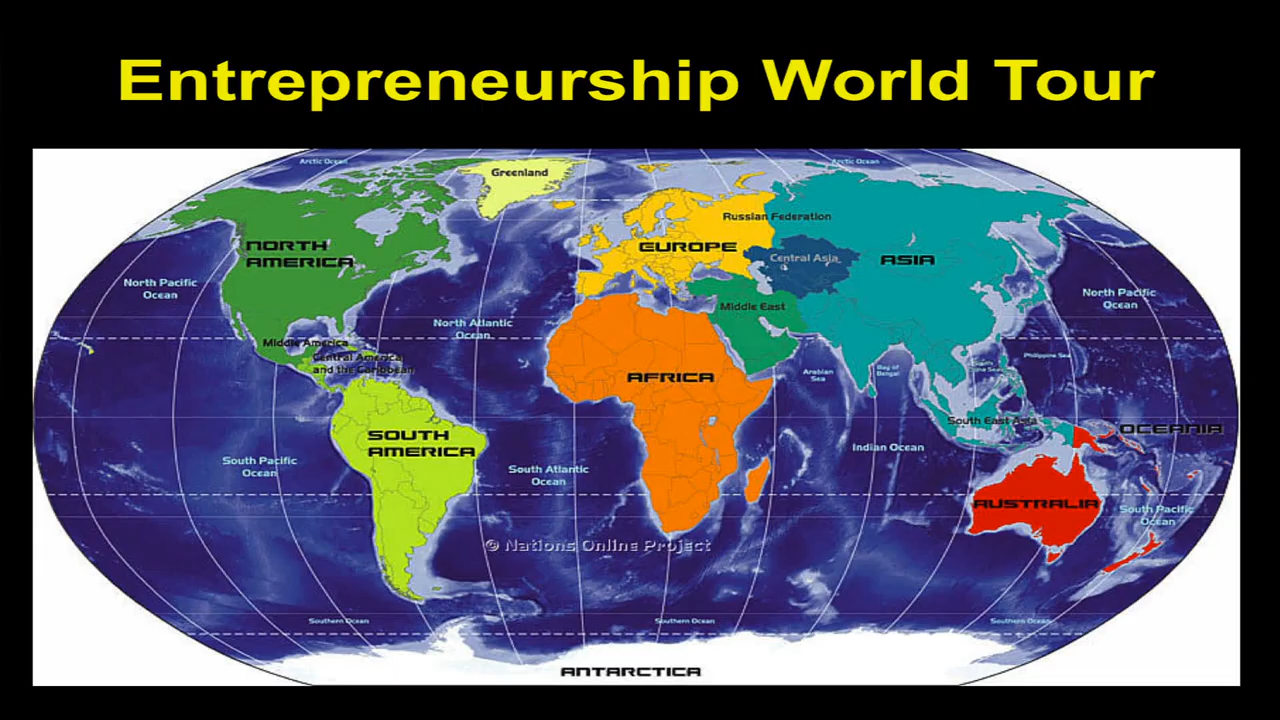 Entrepreneurship World Tour
Arctic Ocean
Arctic Ocean
Greenland
Russian Federation
NORTH
AMERICA
EUROPE
Central Asia
ASIA
North Pacific
Ocean
North Pacific
Ocean
Middle East
North Atlantic
Ocean
Middle America
Central America
and the Caribbean
Philippine Sea
South
China Sea
Arabian
Sea
Bay of
Bengal
AFRICA
South East Asia
OCEANIA
SOUTH
AMERICA
Indian Ocean
South Pacific
Ocean
South Atlantic
Ocean
AUSTRALIA
South Pacific
Ocean
© Nations Online Project
Southern Ocean
Southern Ocean
Southern Ocean
ANTARCTICA